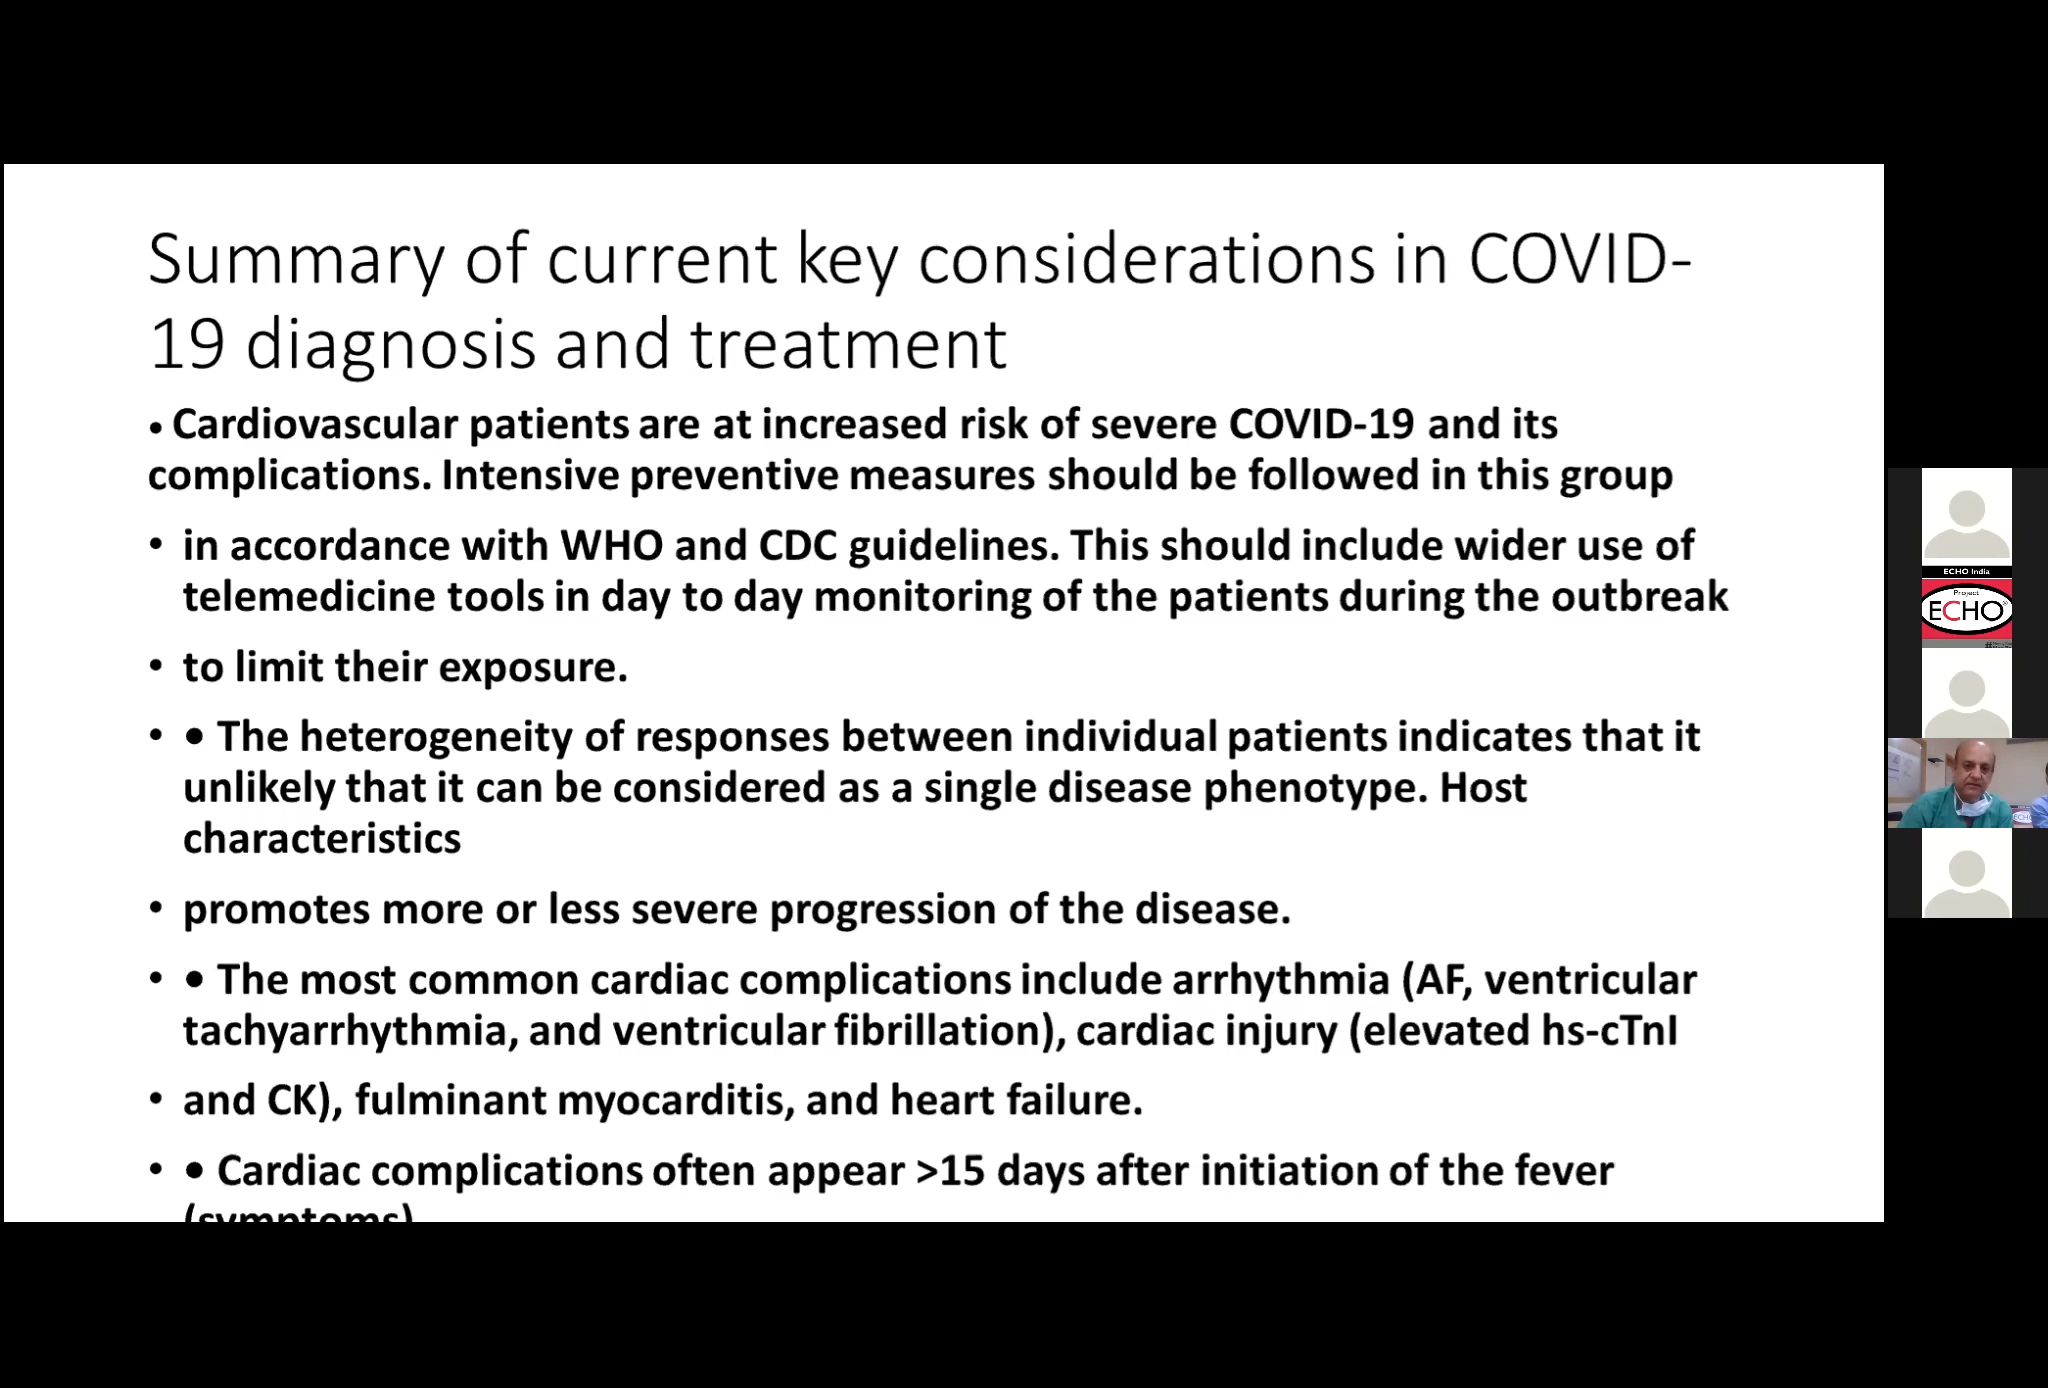 Summary of current key considerations in COVID-
19 diagnosis and treatment
• Cardiovascular patients are at increased risk of severe COVID-19 and its
complications. Intensive preventive measures should be followed in this group
• in accordance with WHO and CDC guidelines. This should include wider use of
telemedicine tools in day to day monitoring of the patients during the outbreak
• to limit their exposure.
• • The heterogeneity of responses between individual patients indicates that it
unlikely that it can be considered as a single disease phenotype. Host
characteristics
• promotes more or less severe progression of the disease.
• • The most common cardiac complications include arrhythmia (AF, ventricular
tachyarrhythmia, and ventricular fibrillation), cardiac injury (elevated hs-cTnI
• and CK), fulminant myocarditis, and heart failure.
• • Cardiac complications often appear >15 days after initiation of the fever
(symptoms)
ECHO India
Project
ECHO®
ECHO